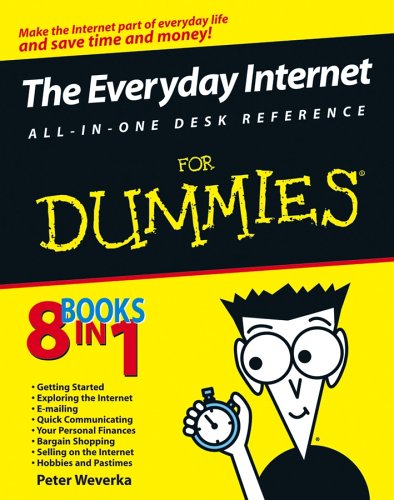 Make the Internet part of everyday life
and save time and money!
The Everyday Internet
ALL-IN-ONE DESK REFERENCE
FOR
DUMMIES®
8 BOOKS
IN 1
• Getting Started
• Exploring the Internet
• E-mailing
• Quick Communicating
• Your Personal Finances
• Bargain Shopping
• Selling on the Internet
• Hobbies and Pastimes
Peter Weverka